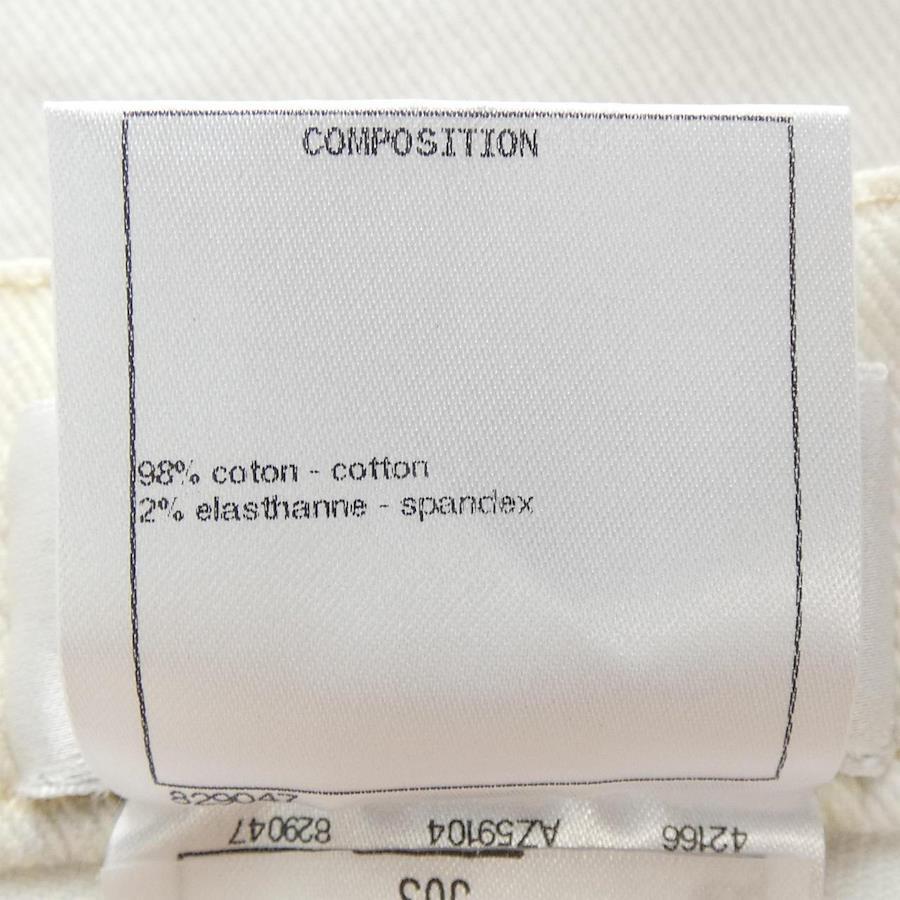 COMPOSITION
98% coton - cotton
2% elasthanne - spandex
829047
42166 AZ59104 829047